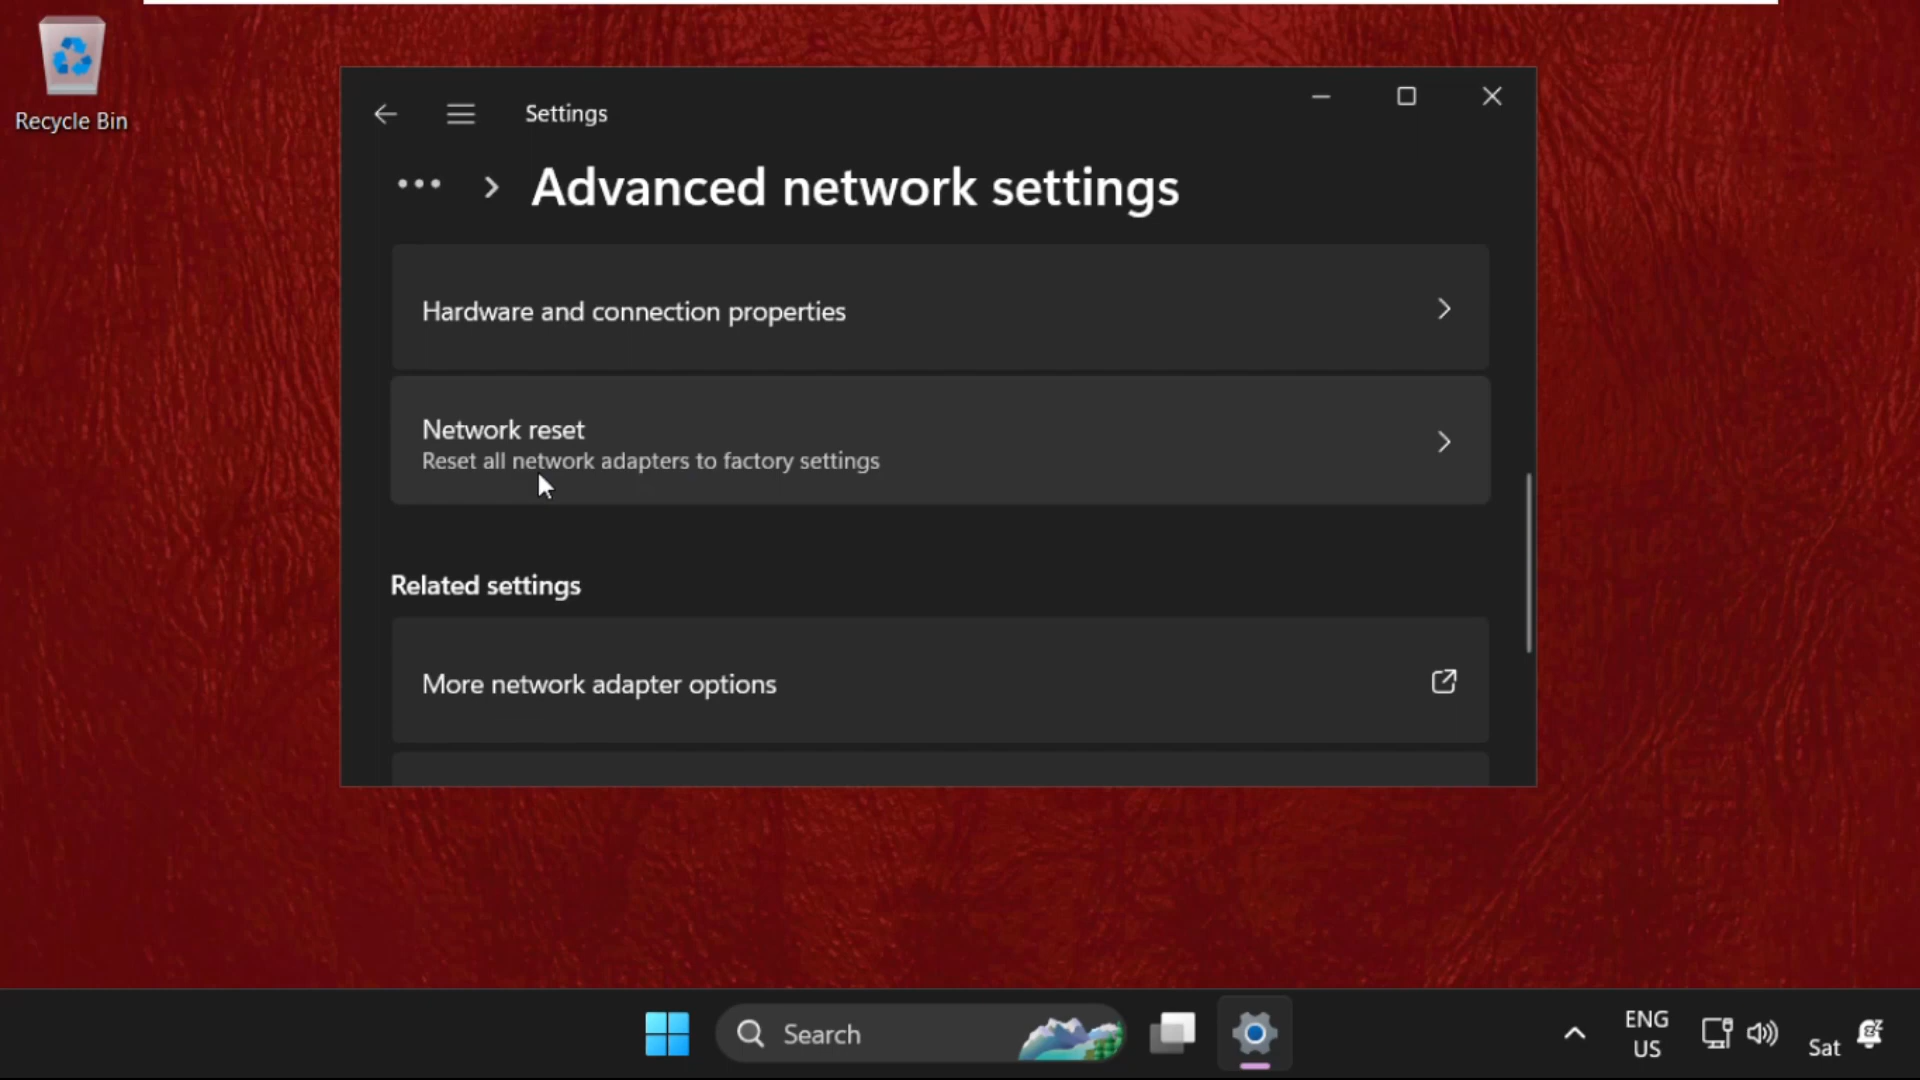 Recycle Bin
Settings
Advanced network settings
Hardware and connection properties
Network reset
Reset all network adapters to factory settings
Related settings
More network adapter options
Search
ENG
US
Sat